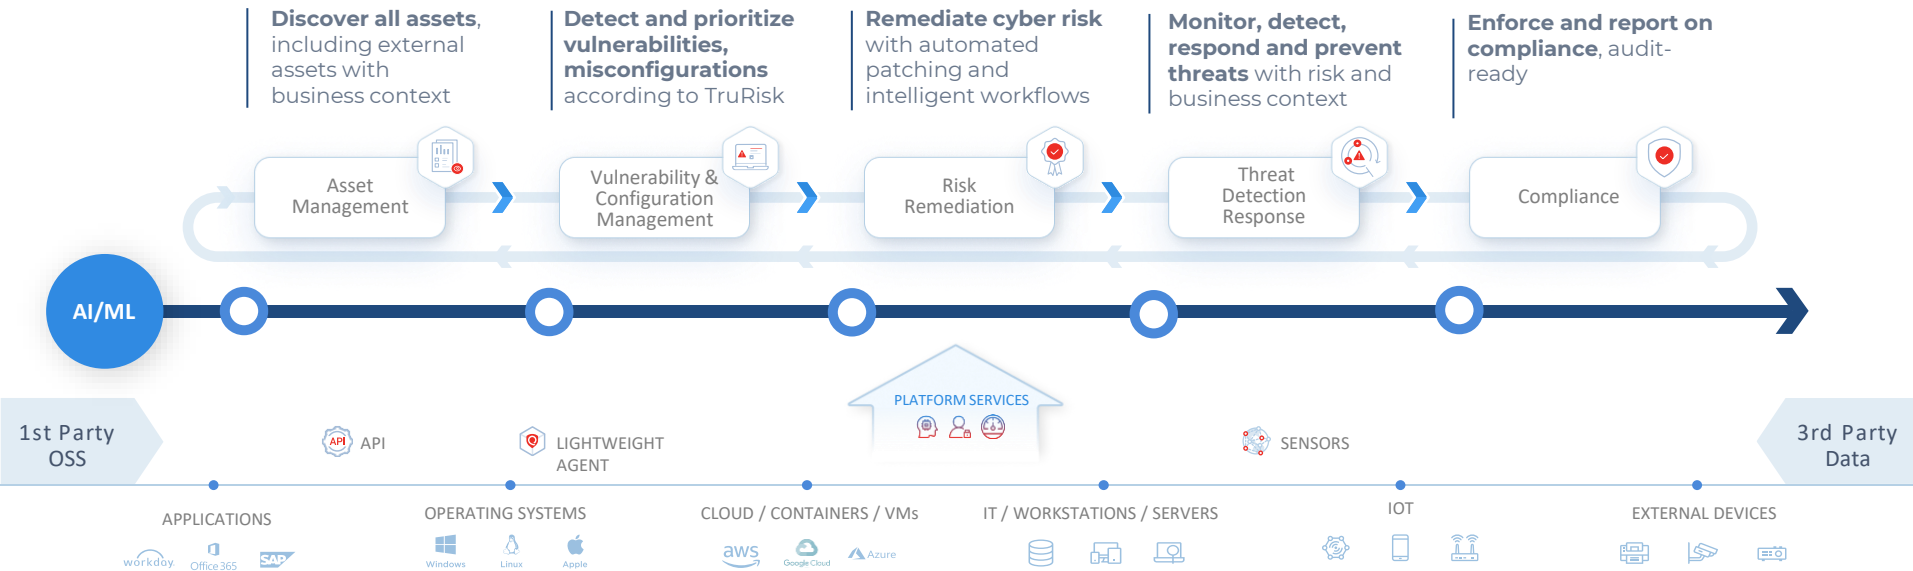 Discover all assets,
including external
assets with
business context
Detect and prioritize
vulnerabilities,
misconfigurations
according to TruRisk
Remediate cyber risk
with automated
patching and
intelligent workflows
Monitor, detect,
respond and prevent
threats with risk and
business context
Enforce and report on
compliance, audit-
ready
Asset
Management
Vulnerability &
Configuration
Management
Risk
Remediation
Threat
Detection
Response
Compliance
AI/ML
PLATFORM SERVICES
1st Party
OSS
API
API
LIGHTWEIGHT
AGENT
SENSORS
3rd Party
Data
APPLICATIONS
OPERATING SYSTEMS
CLOUD / CONTAINERS / VMs
IT / WORKSTATIONS / SERVERS
IOT
EXTERNAL DEVICES
workday.
Office 365
SAP
Windows
Linux
Apple
aws
Google Cloud
Azure